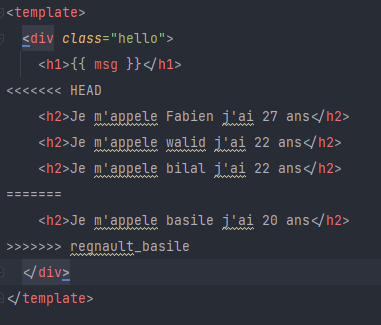 <template>
<div class="hello">
<h1>{{ msg }}</h1>
<<<<<<< HEAD
<h2>Je m'appele Fabien j'ai 27 ans</h2>
<h2>Je m'appele walid j'ai 22 ans</h2>
<h2>Je m'appele bilal j'ai 22 ans</h2>
=======
<h2>Je m'appele basile j'ai 20 ans</h2>
>>>>>>> regnault_basile
</div>
</template>